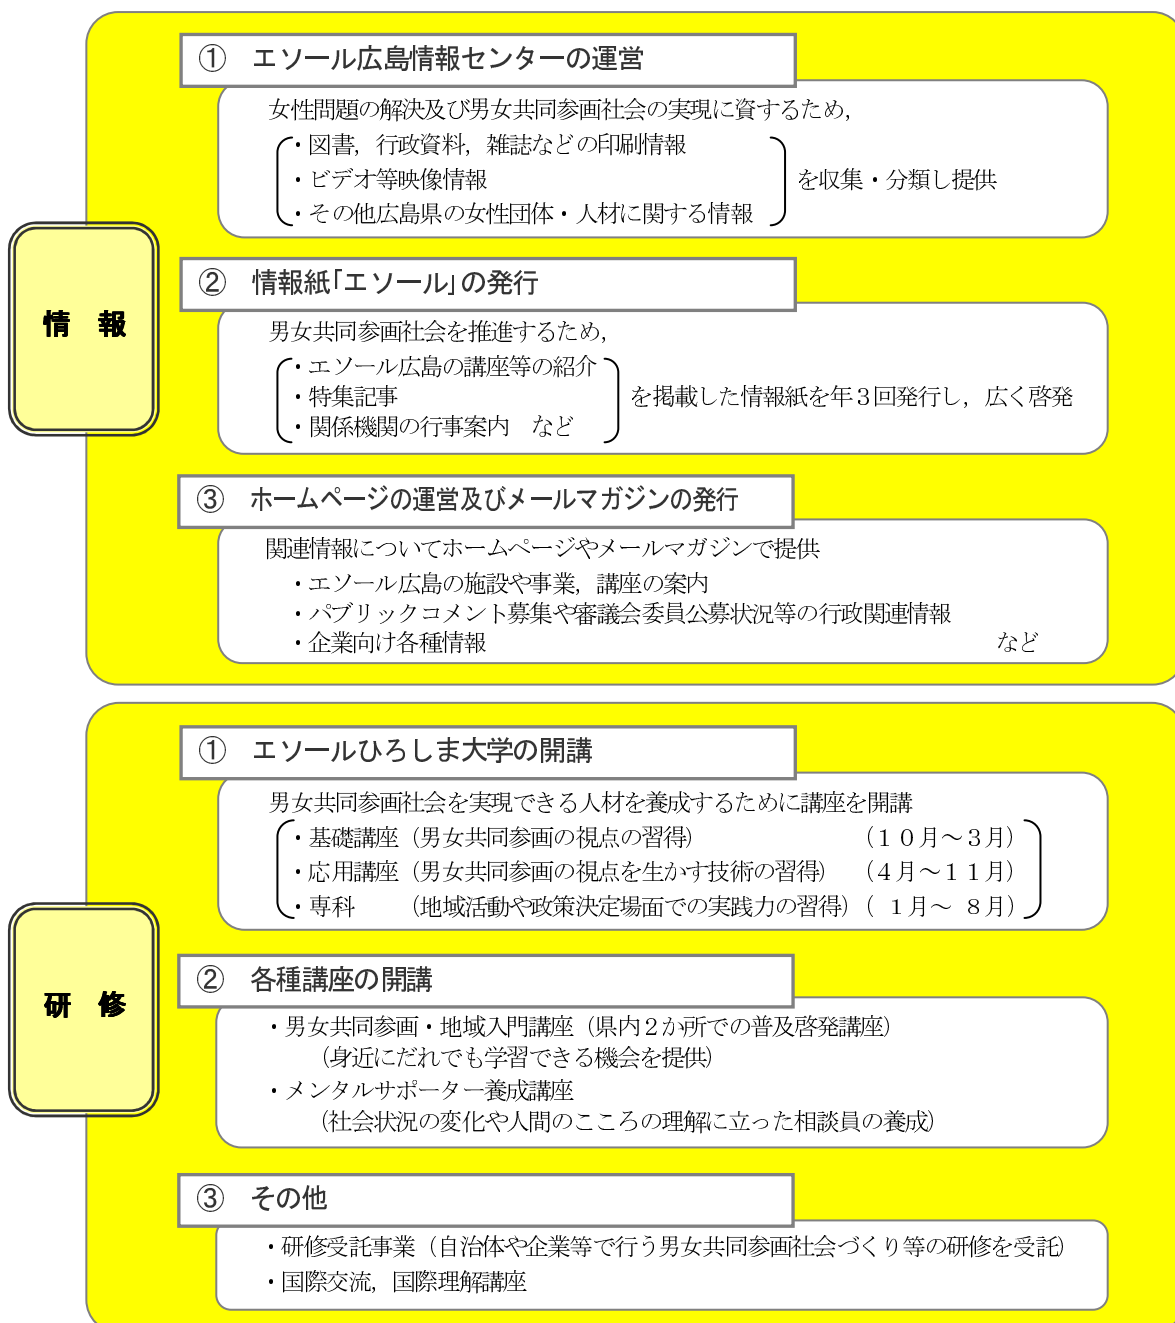 情 報
① エソール広島情報センターの運営
女性問題の解決及び男女共同参画社会の実現に資するため，
・図書，行政資料，雑誌などの印刷情報
・ビデオ等映像情報 を収集・分類し提供
・その他広島県の女性団体・人材に関する情報
② 情報紙「エソール」の発行
男女共同参画社会を推進するため，
・エソール広島の講座等の紹介
・特集記事 を掲載した情報紙を年３回発行し，広く啓発
・関係機関の行事案内 など
③ ホームページの運営及びメールマガジンの発行
関連情報についてホームページやメールマガジンで提供
・エソール広島の施設や事業，講座の案内
・パブリックコメント募集や審議会委員公募状況等の行政関連情報
・企業向け各種情報 など
研 修
① エソールひろしま大学の開講
男女共同参画社会を実現できる人材を養成するために講座を開講
・基礎講座（男女共同参画の視点の習得） （１０月～３月）
・応用講座（男女共同参画の視点を生かす技術の習得） （４月～１１月）
・専科 （地域活動や政策決定場面での実践力の習得）（ １月～ ８月）
② 各種講座の開講
・男女共同参画・地域入門講座（県内２か所での普及啓発講座）
（身近にだれでも学習できる機会を提供）
・メンタルサポーター養成講座
（社会状況の変化や人間のこころの理解に立った相談員の養成）
③ その他
・研修受託事業（自治体や企業等で行う男女共同参画社会づくり等の研修を受託）
・国際交流，国際理解講座